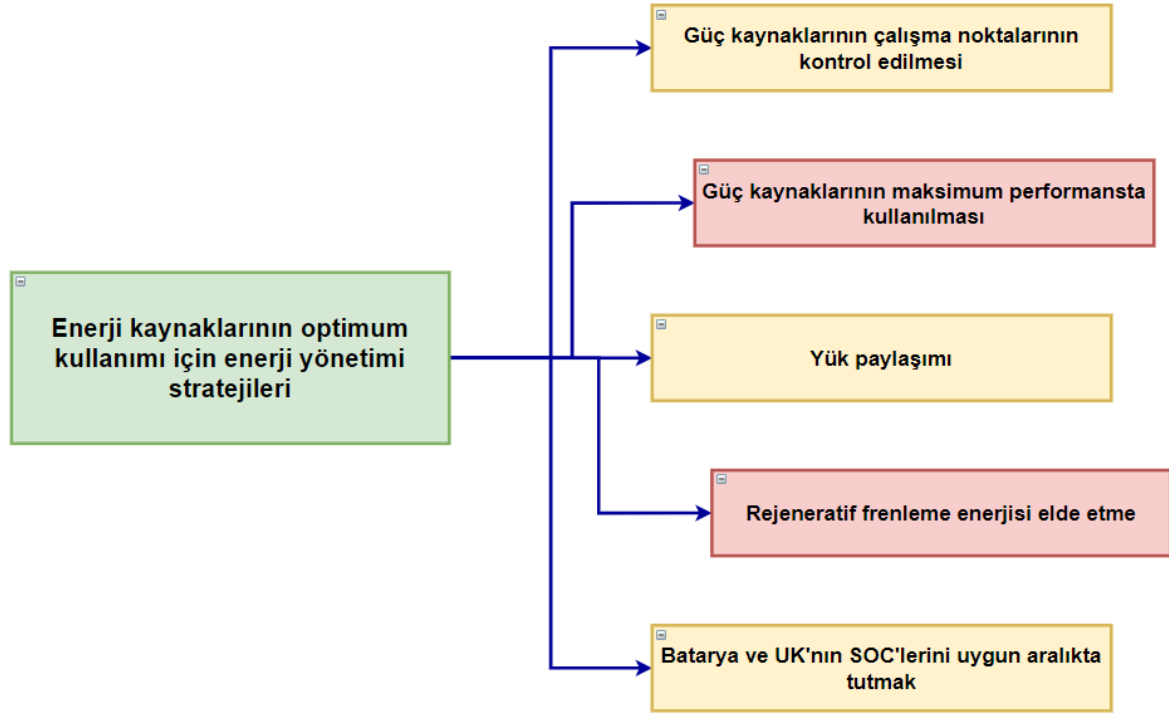 Güç kaynaklarının çalışma noktalarının
kontrol edilmesi
Güç kaynaklarının maksimum performansta
kullanılması
Enerji kaynaklarının optimum
kullanımı için enerji yönetimi
stratejileri
Yük paylaşımı
Rejeneratif frenleme enerjisi elde etme
Batarya ve UK'nın SOC'lerini uygun aralıkta
tutmak